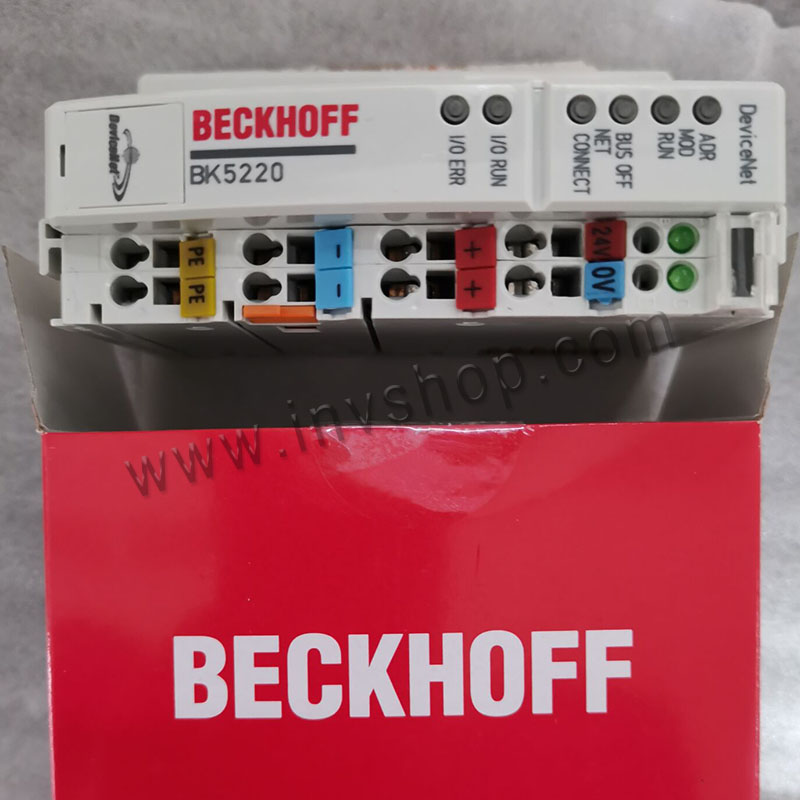 DeviceNet
BECKHOFF
BK5220
I/O ERR
I/O RUN
NET
CONNECT
BUS OFF
MOD
RUN
ADR
DeviceNet
PE
PE
-
-
+
+
24V
0V
www.invshop.com
BECKHOFF